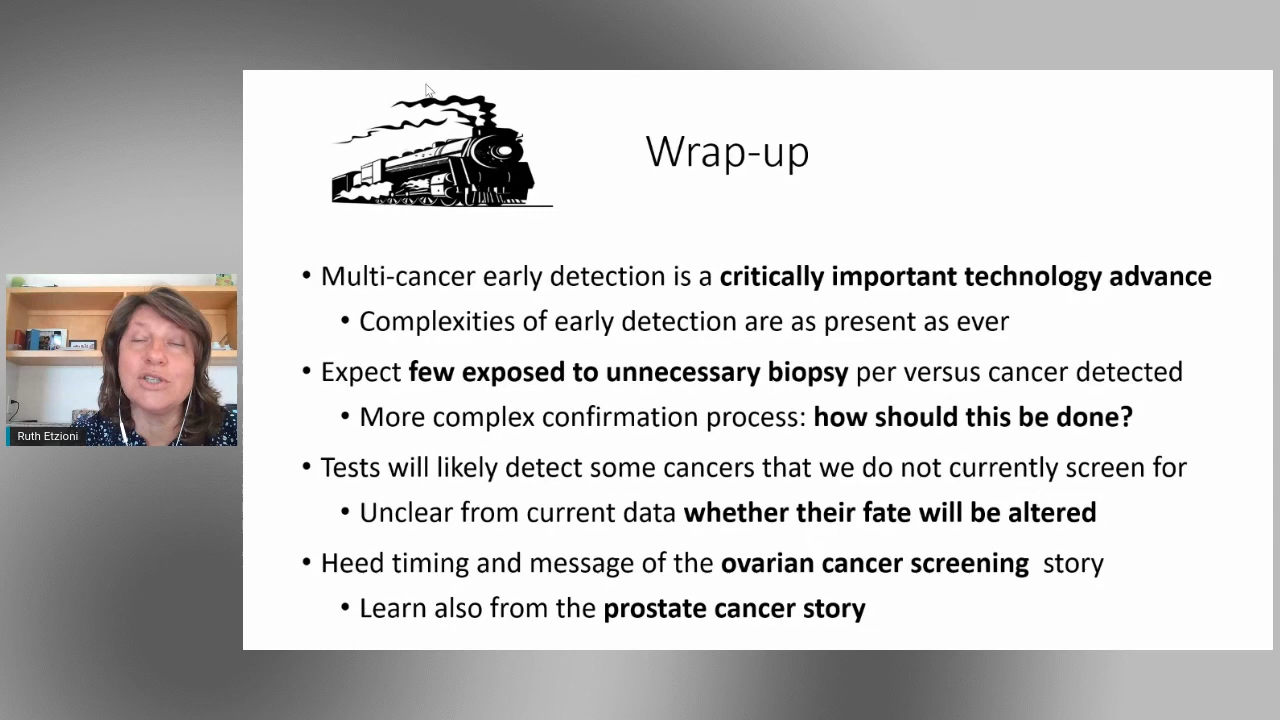 Wrap-up
• Multi-cancer early detection is a critically important technology advance
• Complexities of early detection are as present as ever
• Expect few exposed to unnecessary biopsy per versus cancer detected
• More complex confirmation process: how should this be done?
• Tests will likely detect some cancers that we do not currently screen for
• Unclear from current data whether their fate will be altered
• Heed timing and message of the ovarian cancer screening story
• Learn also from the prostate cancer story
Ruth Etzioni